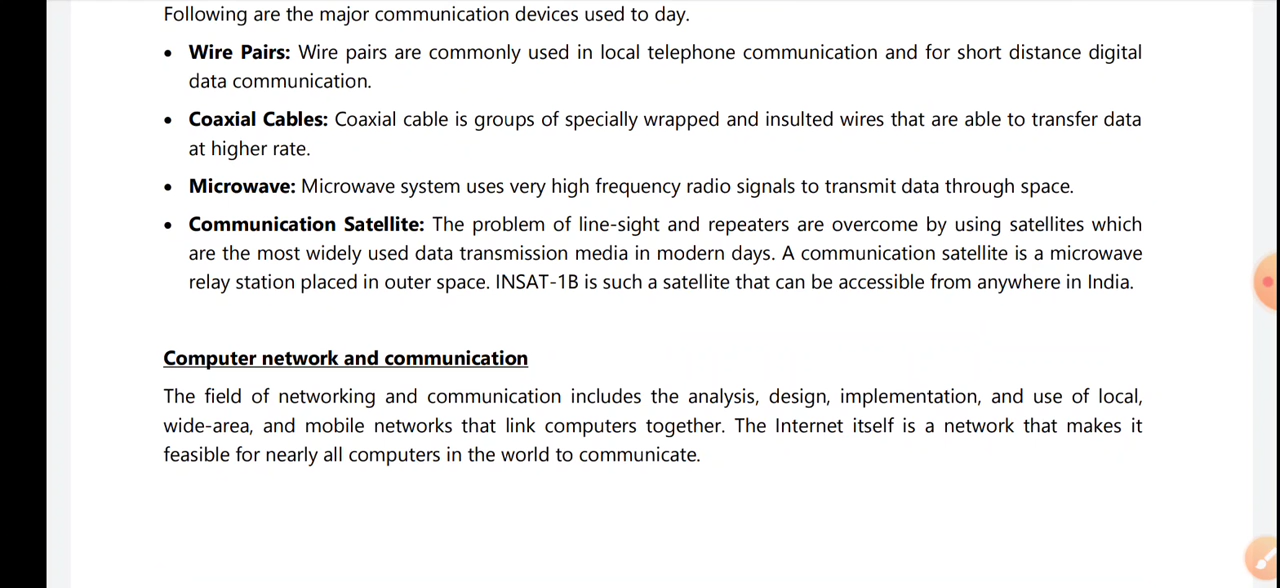 Following are the major communication devices used to day.
• Wire Pairs: Wire pairs are commonly used in local telephone communication and for short distance digital
data communication.
• Coaxial Cables: Coaxial cable is groups of specially wrapped and insulted wires that are able to transfer data
at higher rate.
• Microwave: Microwave system uses very high frequency radio signals to transmit data through space.
• Communication Satellite: The problem of line-sight and repeaters are overcome by using satellites which
are the most widely used data transmission media in modern days. A communication satellite is a microwave
relay station placed in outer space. INSAT-1B is such a satellite that can be accessible from anywhere in India.
Computer network and communication
The field of networking and communication includes the analysis, design, implementation, and use of local,
wide-area, and mobile networks that link computers together. The Internet itself is a network that makes it
feasible for nearly all computers in the world to communicate.